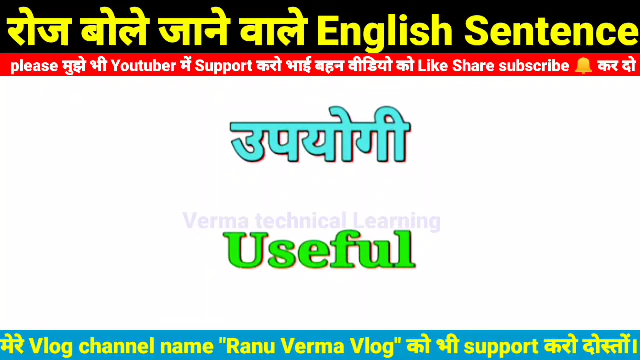 रोज बोले जाने वाले English Sentence
please मुझे भी Youtuber में Support करो भाई बहन वीडियो को Like Share subscribe 🔔 कर दो
उपयोगी
Verma technical Learning
Useful
मेरे Vlog channel name "Ranu Verma Vlog" को भी support करो दोस्तों।